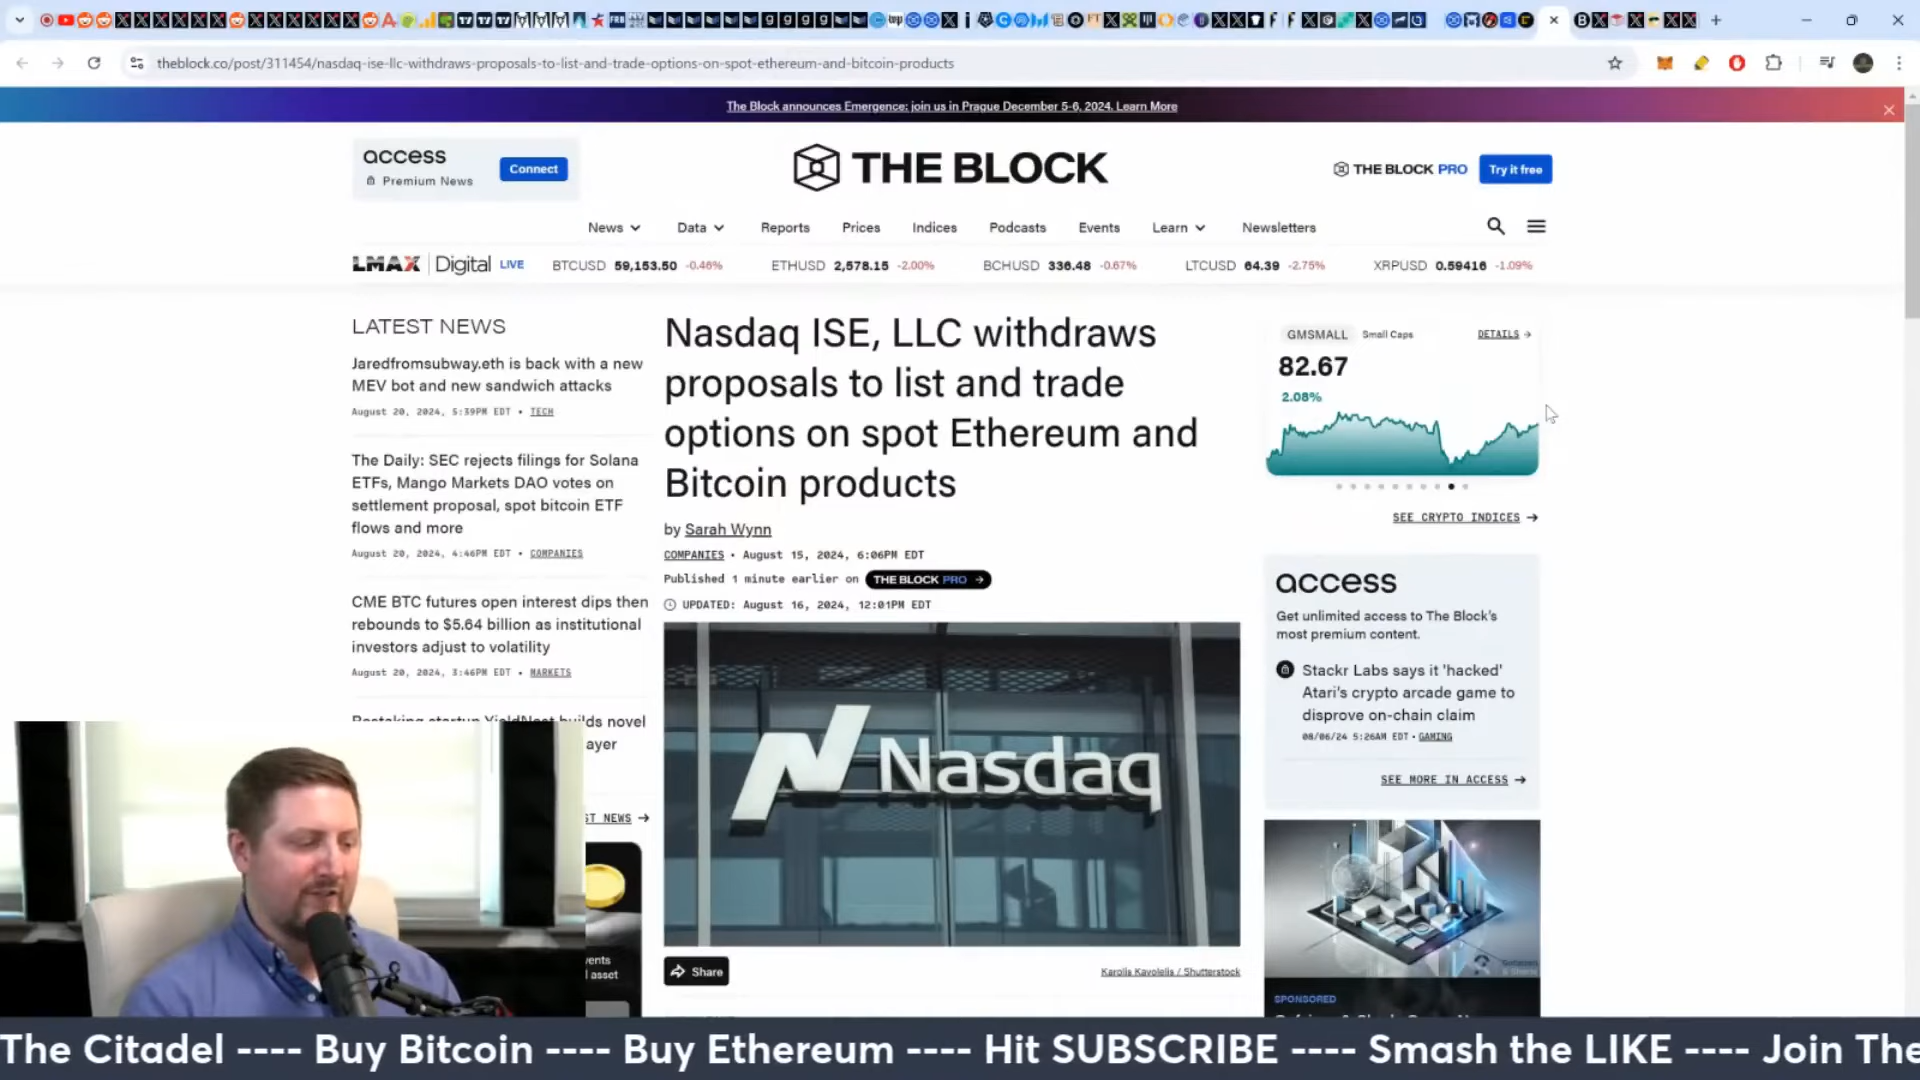 theblock.co/post/311454/nasdaq-ise-llc-withdraws-proposals-to-list-and-trade-options-on-spot-ethereum-and-bitcoin-products
The Block announces Emergence: join us in Prague December 5-6, 2024. Learn More
access
Premium News
Connect
THE BLOCK
THE BLOCK PRO
Try it free
News
Data
Reports
Prices
Indices
Podcasts
Events
Learn
Newsletters
LMAX Digital LIVE
BTCUSD 59,153.50 -0.46%
ETHUSD 2,578.15 -2.00%
BCHUSD 336.48 -0.67%
LTCUSD 64.39 -2.75%
XRPUSD 0.59416 -1.09%
LATEST NEWS
Jaredfromsubway.eth is back with a new
MEV bot and new sandwich attacks
August 20, 2024, 5:39PM EDT • TECH
The Daily: SEC rejects filings for Solana
ETFs, Mango Markets DAO votes on
settlement proposal, spot bitcoin ETF
flows and more
August 20, 2024, 4:46PM EDT • COMPANIES
CME BTC futures open interest dips then
rebounds to $5.64 billion as institutional
investors adjust to volatility
August 20, 2024, 3:46PM EDT • MARKETS
Restaking startup YieldNest builds novel
ayer
ST NEWS
ents
asset
Nasdaq ISE, LLC withdraws
proposals to list and trade
options on spot Ethereum and
Bitcoin products
by Sarah Wynn
COMPANIES • August 15, 2024, 6:06PM EDT
Published 1 minute earlier on THE BLOCK PRO
UPDATED: August 16, 2024, 12:01PM EDT
Nasdaq
Share
Karolis Kavolelis / Shutterstock
GMSMALL Small Caps
DETAILS
82.67
2.08%
SEE CRYPTO INDICES
access
Get unlimited access to The Block's
most premium content.
Stackr Labs says it 'hacked'
Atari's crypto arcade game to
disprove on-chain claim
08/06/24 5:26AM EDT • GAMING
SEE MORE IN ACCESS
SPONSORED
The Citadel ---- Buy Bitcoin ---- Buy Ethereum ---- Hit SUBSCRIBE ---- Smash the LIKE ---- Join The